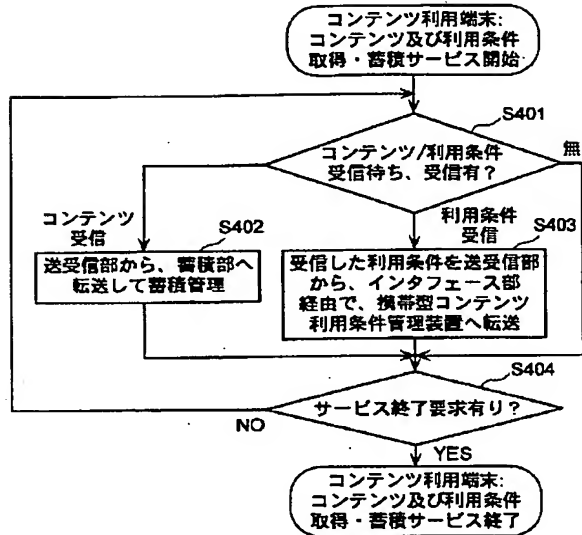 コンテンツ利用端末:
コンテンツ及び利用条件
取得・蓄積サービス開始
S401
コンテンツ/利用条件
受信待ち、受信有?
無
コンテンツ
受信
利用条件
受信
S402
送受信部から、蓄積部へ
転送して蓄積管理
S403
受信した利用条件を送受信部
から、インタフェース部
経由で、携帯型コンテンツ
利用条件管理装置へ転送
S404
サービス終了要求有り?
NO
YES
コンテンツ利用端末:
コンテンツ及び利用条件
取得・蓄積サービス終了